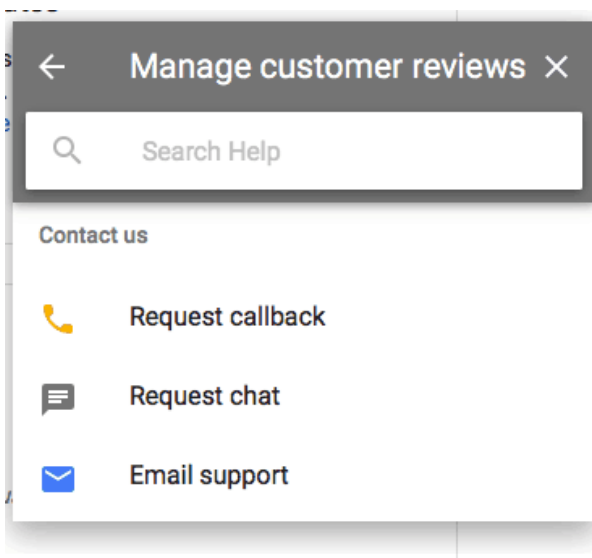 Manage customer reviews
Search Help
Contact us
Request callback
Request chat
Email support